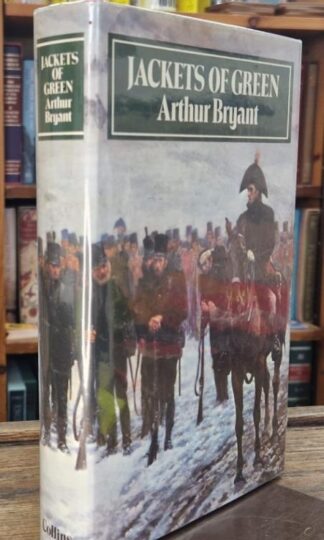 JACKETS
OF
GREEN
Arthur
Bryant
JACKETS OF GREEN
Arthur Bryant
Collins